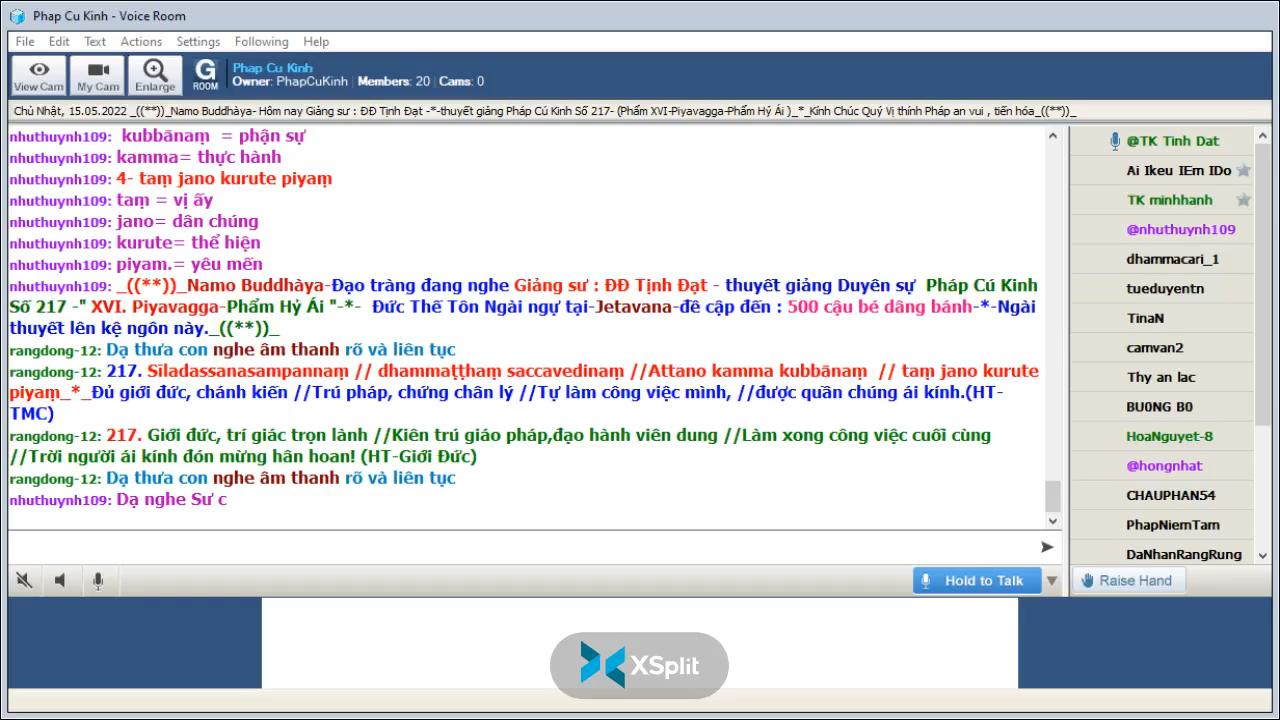 Phap Cu Kinh - Voice Room
File Edit Text Actions Settings Following Help
View Cam My Cam Enlarge G ROOM
Phap Cu Kinh
Owner: PhapCuKinh | Members: 20 | Cams: 0
Chủ Nhật, 15.05.2022 _((**))_Namo Buddhàya- Hôm nay Giảng sư : ĐĐ Tịnh Đạt -*-thuyết giảng Pháp Cú Kinh Số 217- (Phẩm XVI-Piyavagga-Phẩm Hỷ Ái )_*_Kính Chúc Quý Vị thính Pháp an vui , tiến hóa_((**))_
nhuthuynh109: kubbānaṃ = phận sự
nhuthuynh109: kamma= thực hành
nhuthuynh109: 4- taṃ jano kurute piyaṃ
nhuthuynh109: taṃ = vị ấy
nhuthuynh109: jano= dân chúng
nhuthuynh109: kurute= thể hiện
nhuthuynh109: piyaṃ.= yêu mến
nhuthuynh109: _((**))_Namo Buddhàya-Đạo tràng đang nghe Giảng sư : ĐĐ Tịnh Đạt - thuyết giảng Duyên sự Pháp Cú Kinh
Số 217 -" XVI. Piyavagga-Phẩm Hỷ Ái "-*- Đức Thế Tôn Ngài ngự tại-Jetavana-đề cập đến : 500 cậu bé dâng bánh-*-Ngài
thuyết lên kệ ngôn này._((**))_
rangdong-12: Dạ thưa con nghe âm thanh rõ và liên tục
rangdong-12: 217. Sīladassanasampannaṃ // dhammaṭṭhaṃ saccavedinaṃ //Attano kamma kubbānaṃ // taṃ jano kurute
piyaṃ_*_Đủ giới đức, chánh kiến //Trú pháp, chứng chân lý //Tự làm công việc mình, //được quần chúng ái kính.(HT-
TMC)
rangdong-12: 217. Giới đức, trí giác trọn lành //Kiên trú giáo pháp,đạo hành viên dung //Làm xong công việc cuối cùng
//Trời người ái kính đón mừng hân hoan! (HT-Giới Đức)
rangdong-12: Dạ thưa con nghe âm thanh rõ và liên tục
nhuthuynh109: Dạ nghe Sư c
@TK Tinh Dat
Ai Ikeu IEm IDo
TK minhhanh
@nhuthuynh109
dhammacari_1
tueduyentn
TinaN
camvan2
Thy an lac
BU0NG B0
HoaNguyet-8
@hongnhat
CHAUPHAN54
PhapNiemTam
DaNhanRangRung
Hold to Talk
Raise Hand
XSplit